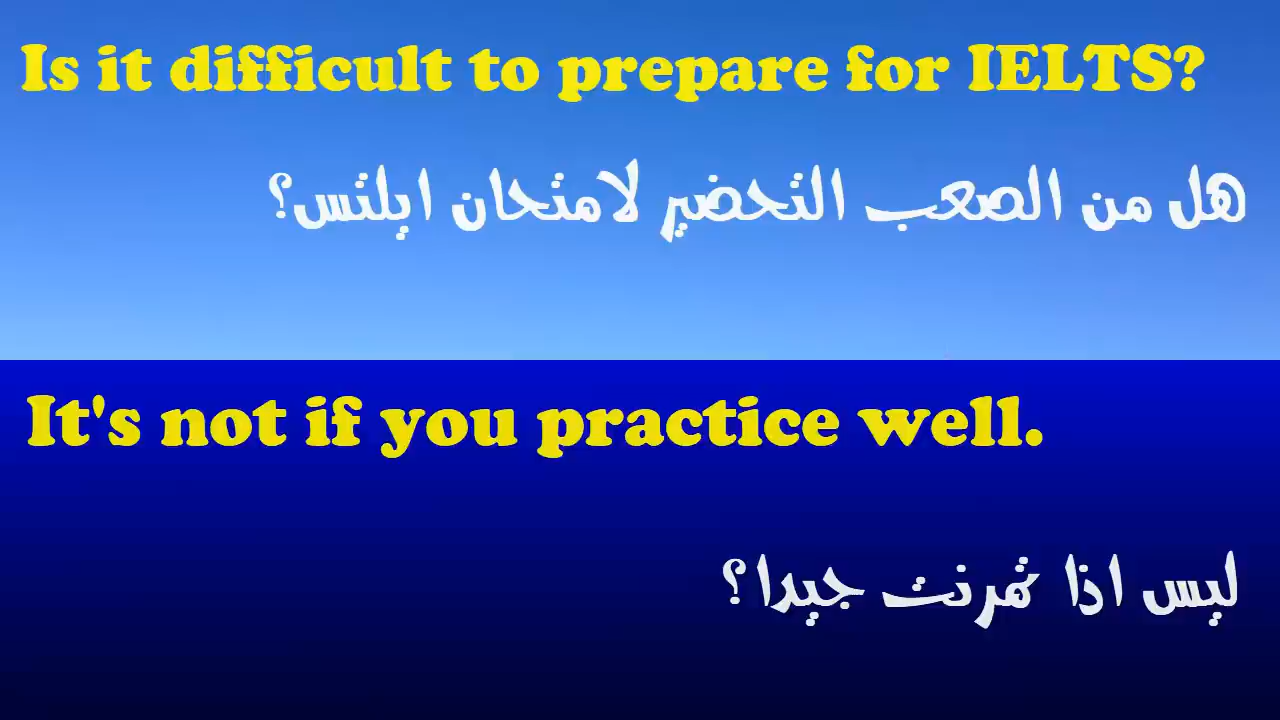 Is it difficult to prepare for IELTS?
هل من الصعب التحضير لامتحان ايلتس؟
It's not if you practice well.
ليس اذا تمرنت جيدا؟